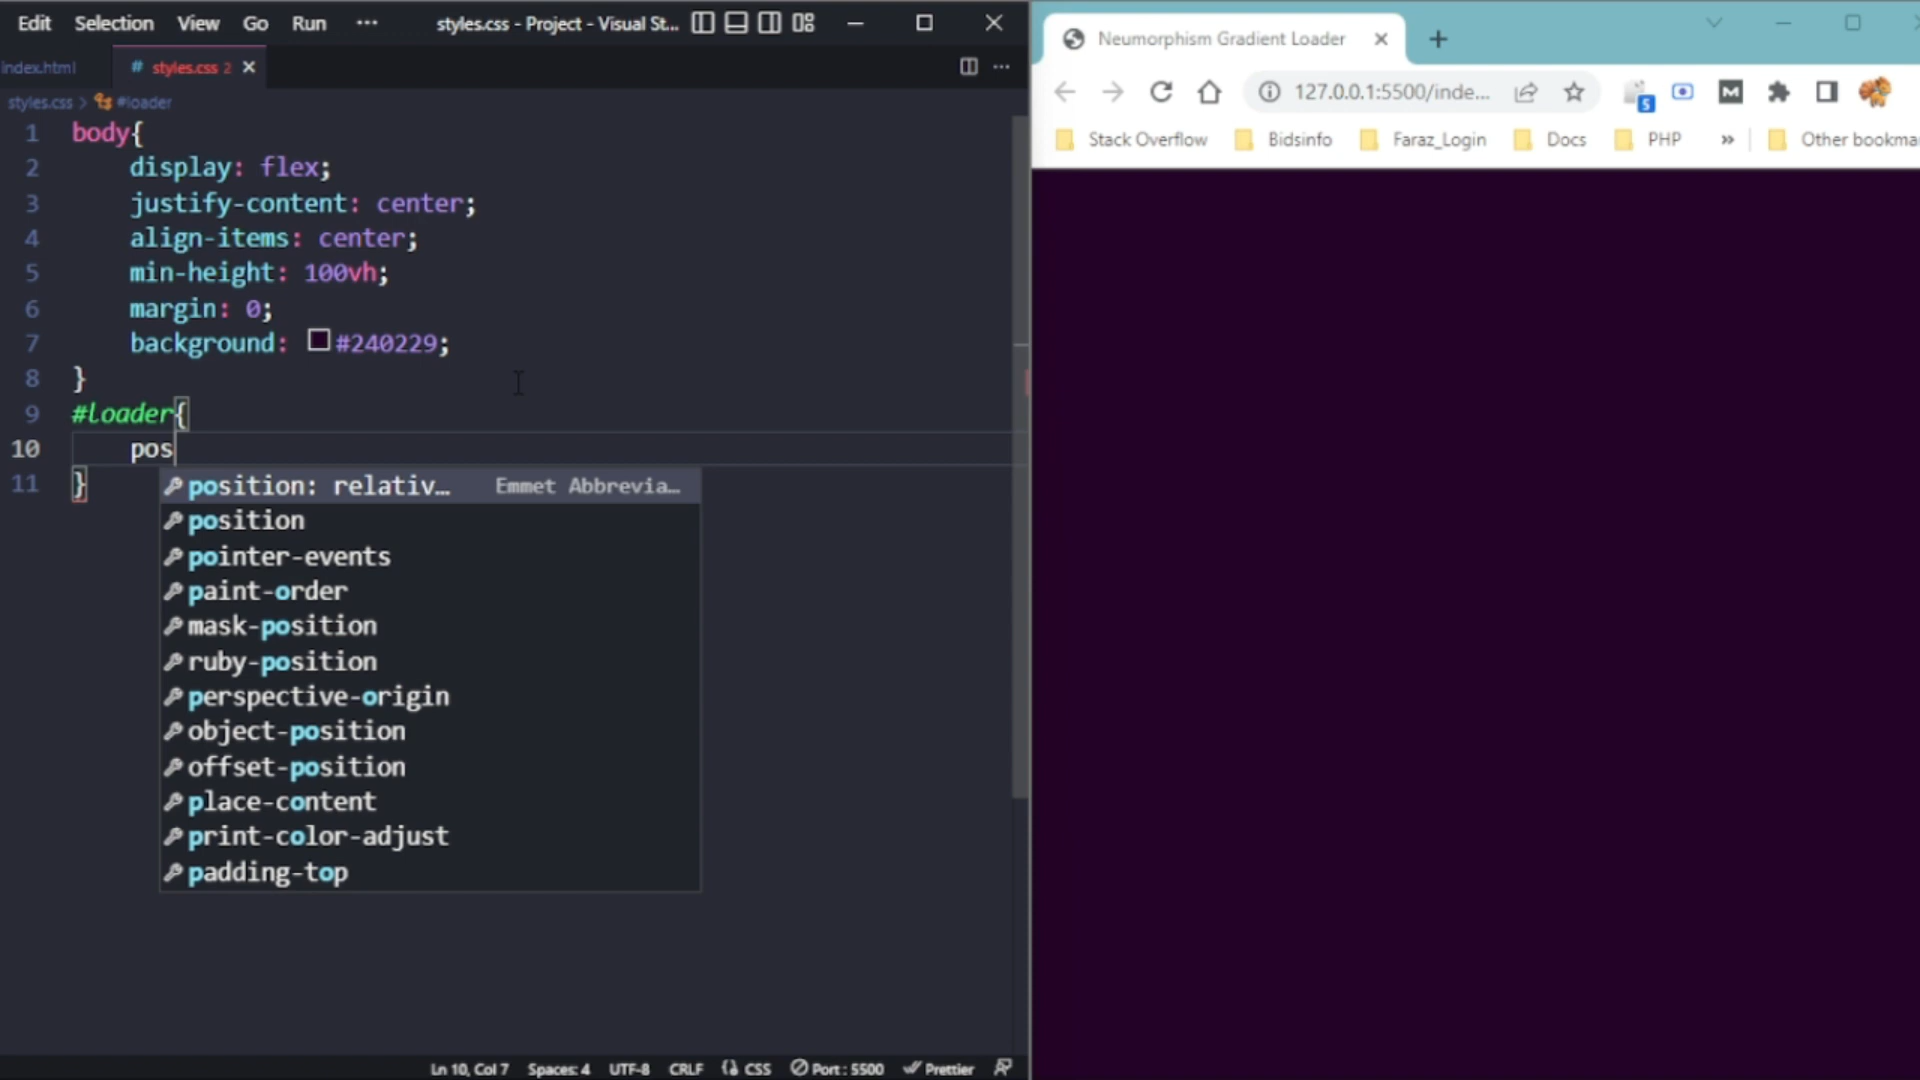 Edit Selection View Go Run ··· styles.css - Project - Visual St...
index.html # styles.css 2
styles.css > #loader
1 body{
2 display: flex;
3 justify-content: center;
4 align-items: center;
5 min-height: 100vh;
6 margin: 0;
7 background: #240229;
8 }
9 #loader{
10 pos
11 }
position: relativ... Emmet Abbrevia...
position
pointer-events
paint-order
mask-position
ruby-position
perspective-origin
object-position
offset-position
place-content
print-color-adjust
padding-top
Ln 10, Col 7 Spaces: 4 UTF-8 CRLF CSS Port : 5500 Prettier
Neumorphism Gradient Loader
127.0.0.1:5500/inde... 5 M
Stack Overflow Bidsinfo Faraz_Login Docs PHP » Other bookma